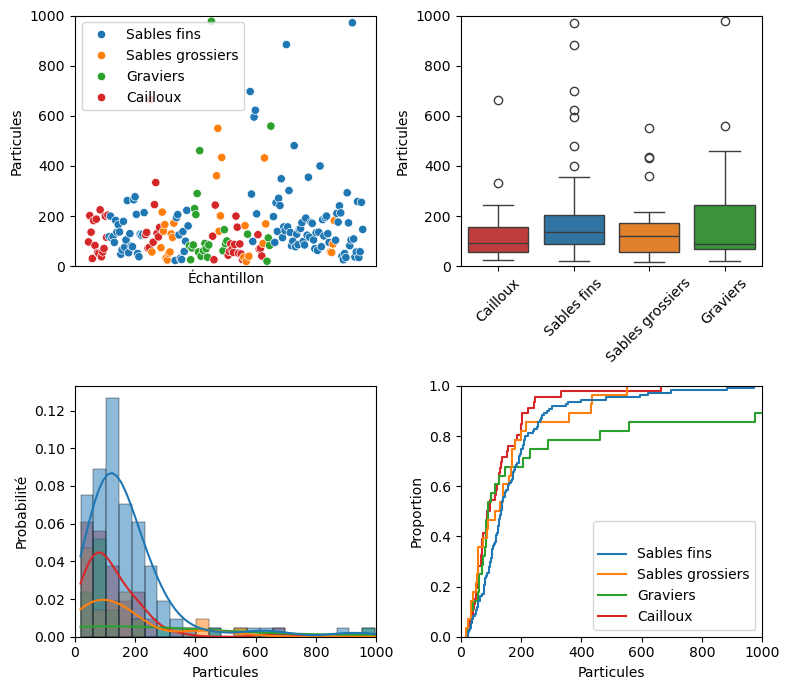 1000
800
600
400
200
0
Particules
Sables fins
Sables grossiers
Graviers
Cailloux
Échantillon
1000
800
600
400
200
0
Particules
Cailloux
Sables fins
Sables grossiers
Graviers
0.12
0.10
0.08
0.06
0.04
0.02
0.00
Probabilité
0 200 400 600 800 1000
Particules
1.0
0.8
0.6
0.4
0.2
0.0
Proportion
Sables fins
Sables grossiers
Graviers
Cailloux
0 200 400 600 800 1000
Particules